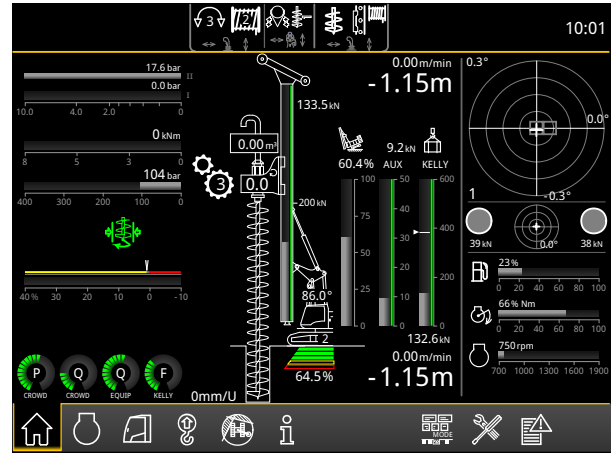 3 2
10:01
17.6 bar II
0.0 bar I
10.0 4.0 2.0 0
0 kNm
8 5 3 0
104 bar
400 300 200 100 0
40 % 30 20 10 0 -10
P Q Q F
CROWD CROWD EQUIP KELLY
0.00 m/min
-1.15m
133.5 kN
0.00 m³
3 0.0
200 kN
86.0°
2
64.5%
0mm/U
60.4%
9.2 kN
AUX KELLY
100 50 600
75 40
30 400
50
20 200
25
10
0 0 0
132.6 kN
0.00 m/min
-1.15m
0.3°
0.0°
1 -0.3°
39 kN 0.0° 38 kN
23 %
0 20 40 60 80 100
66 % Nm
0 20 40 60 80 100
750 rpm
700 1000 1300 1600 1900
i
MODE